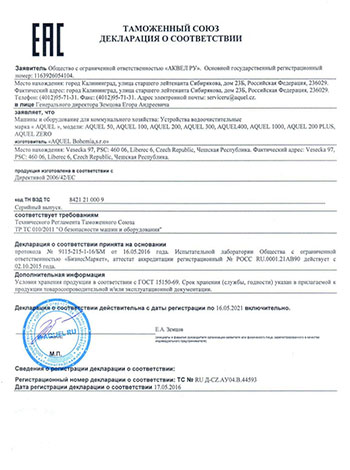 ЕАС
ТАМОЖЕННЫЙ СОЮЗ
ДЕКЛАРАЦИЯ О СООТВЕТСТВИИ
Заявитель Общество с ограниченной ответственностью «АКВЕЛ РУ». Основной государственный регистрационный
номер: 1163926054104.
Место нахождения: город Калининград, улица старшего лейтенанта Сибирякова, дом 23Б, Российская Федерация, 236029.
Фактический адрес: город Калининград, улица старшего лейтенанта Сибирякова, дом 23Б, Российская Федерация, 236029.
Телефон: (4012)95-71-31. Факс: (4012)95-71-31. Адрес электронной почты: serviceru@aquel.cz.
в лице Генерального директора Земцова Егора Андреевича
заявляет, что
Машины и оборудование для коммунального хозяйства: Устройства водоочистительные
марка « AQUEL », модели: AQUEL 50, AQUEL 100, AQUEL 200, AQUEL 300, AQUEL400, AQUEL 1000, AQUEL 200 PLUS,
AQUEL ZERO
изготовитель «AQUEL Bohemia,s.r.o»
Место нахождения: Vesecka 97, PSC: 460 06, Liberec 6, Czech Republic, Чешская Республика. Фактический адрес: Vesecka
97, PSC: 460 06, Liberec 6, Czech Republic, Чешская Республика.
продукция изготовлена в соответствии с
Директивой 2006/42/EC
код ТН ВЭД ТС 8421 21 000 9
Серийный выпуск.
соответствует требованиям
Технического Регламента Таможенного Союза
ТР ТС 010/2011 "О безопасности машин и оборудования"
Декларация о соответствии принята на основании
протокола № 9115-215-1-16/БМ от 16.05.2016 года. Испытательной лаборатории Общества с ограниченной
ответственностью «БизнесМаркет», аттестат аккредитации регистрационный № РОСС RU.0001.21АВ90 действует с
02.10.2015 года.
Дополнительная информация
Условия хранения продукции в соответствии с ГОСТ 15150-69. Срок хранения (службы, годности) указан в прилагаемой к
продукции товаросопроводительной и/или эксплуатационной документации.
Декларация о соответствии действительна с даты регистрации по 16.05.2021 включительно.
Е.А. Земцов
М.П.
Сведения о регистрации декларации о соответствии:
Регистрационный номер декларации о соответствии: ТС № RU Д-CZ.АУ04.В.44593
Дата регистрации декларации о соответствии 17.05.2016